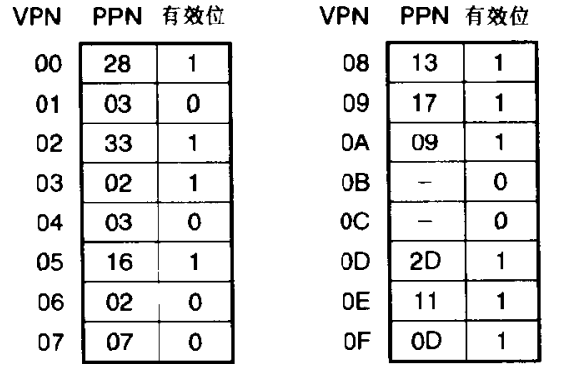 VPN PPN 有效位 VPN PPN 有效位
00 28 1 08 13 1
01 03 0 09 17 1
02 33 1 0A 09 1
03 02 1 0B – 0
04 03 0 0C – 0
05 16 1 0D 2D 1
06 02 0 0E 11 1
07 07 0 0F 0D 1